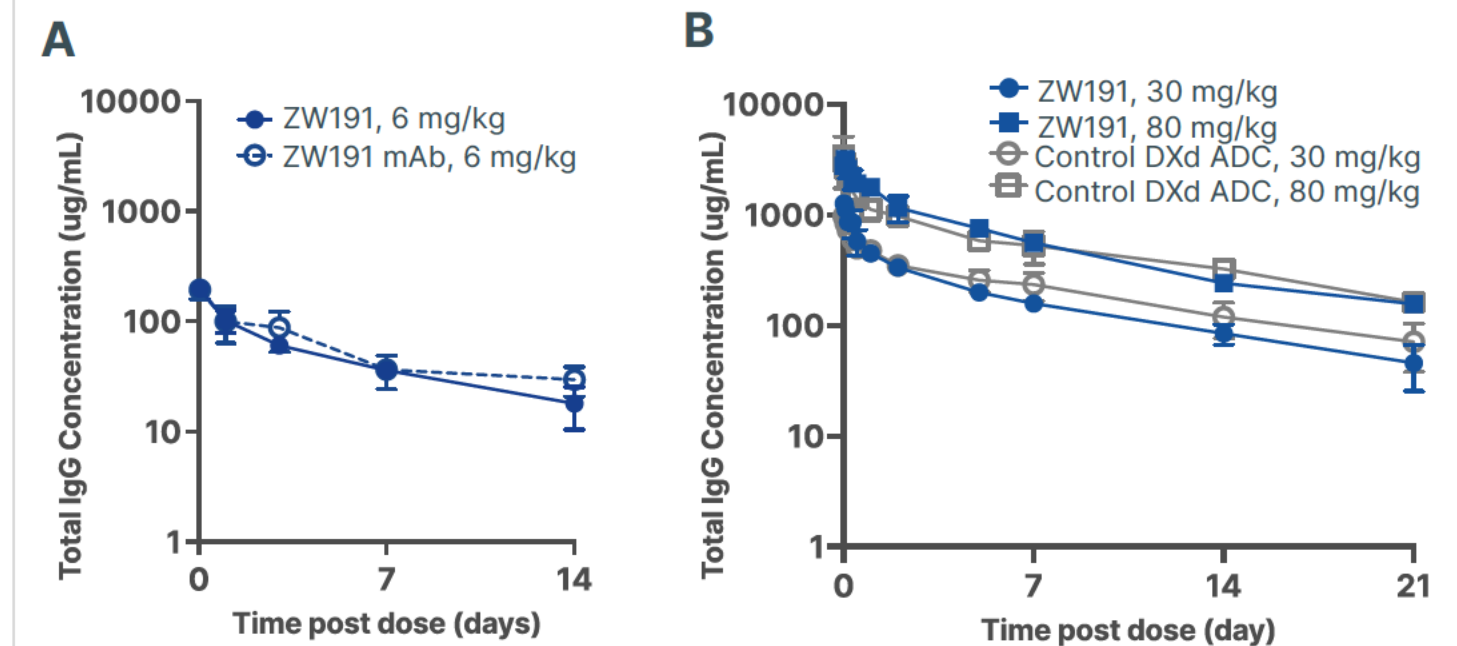 A
Total IgG Concentration (ug/mL)
10000
1000
100
10
1
ZW191, 6 mg/kg
ZW191 mAb, 6 mg/kg
0 7 14
Time post dose (days)
B
Total IgG Concentration (ug/mL)
10000
1000
100
10
1
ZW191, 30 mg/kg
ZW191, 80 mg/kg
Control DXd ADC, 30 mg/kg
Control DXd ADC, 80 mg/kg
0 7 14 21
Time post dose (day)